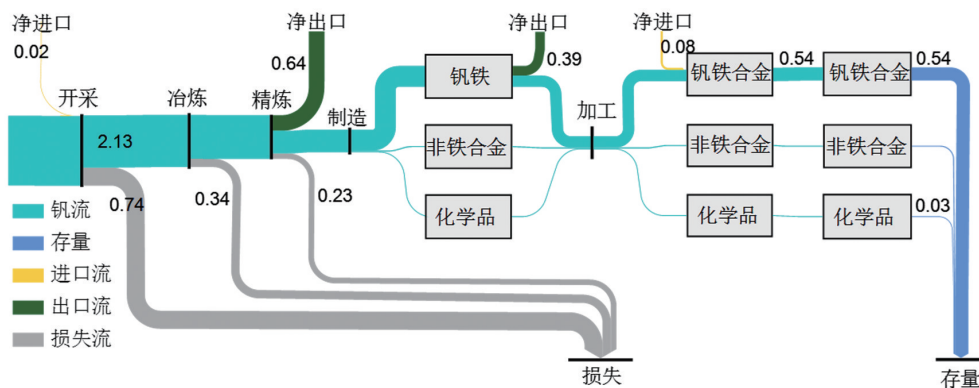 净进口
0.02
开采
2.13
0.74
冶炼
0.34
净出口
0.64
精炼
0.23
制造
钒铁
非铁合金
化学品
净出口
0.39
加工
净进口
0.08
钒铁合金
0.54
钒铁合金
0.54
非铁合金
非铁合金
化学品
化学品
0.03
钒流
存量
进口流
出口流
损失流
损失
存量